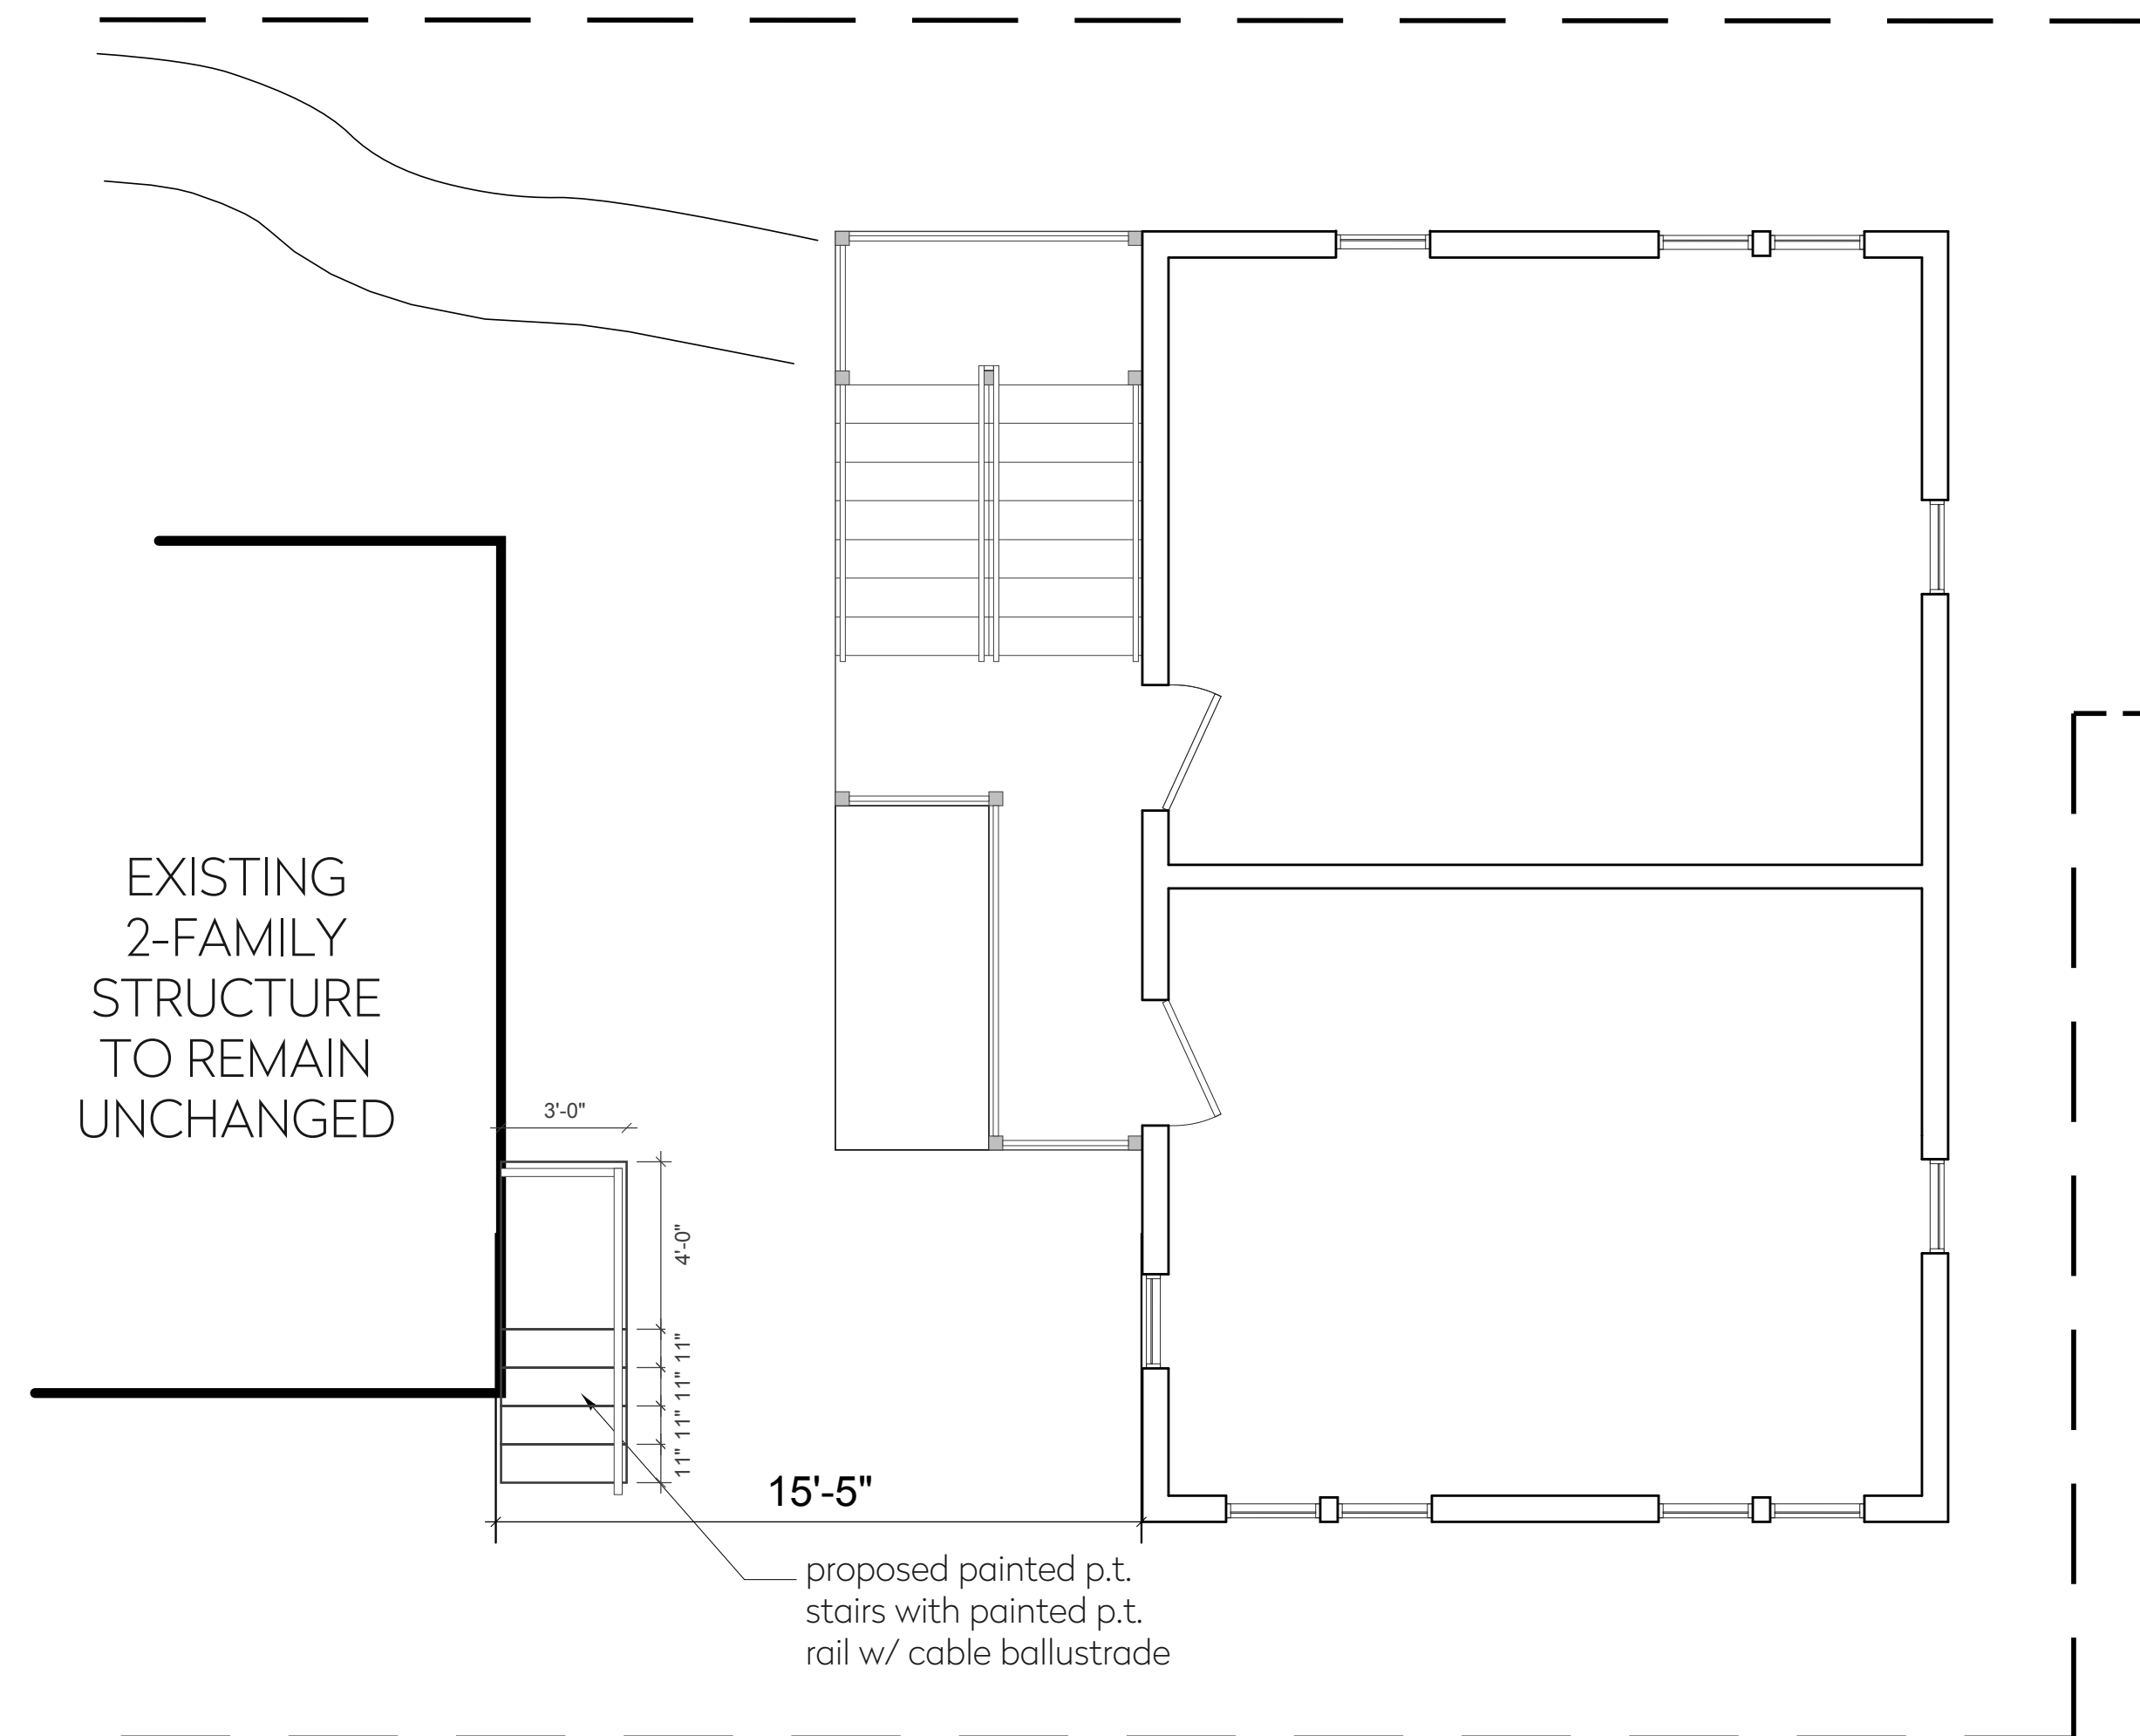 EXISTING
2-FAMILY
STRUCTURE
TO REMAIN
UNCHANGED
3'-0"
4'-0"
11"
11"
11"
11"
15'-5"
proposed painted p.t.
stairs with painted p.t.
rail w/ cable ballustrade